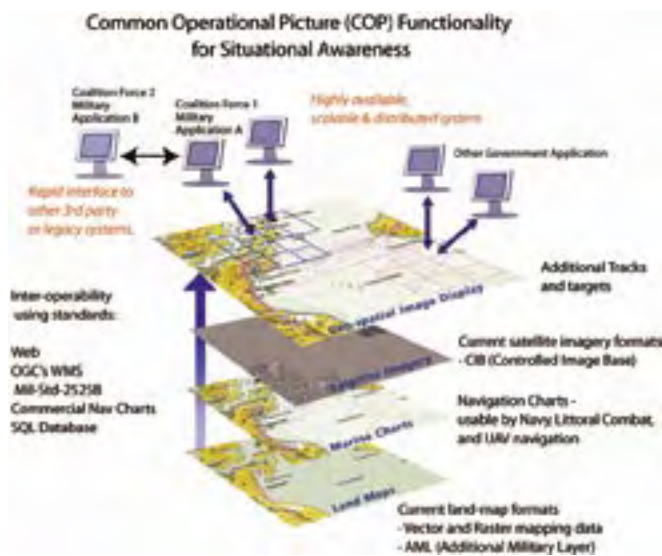 Common Operational Picture (COP) Functionality
for Situational Awareness
Coalition Force 2
Military
Application B
Coalition Force 1
Military
Application A
Highly available,
scalable & distributed system
Other Government Application
Rapid interface to
other 3rd party
or legacy systems.
Additional Tracks
and targets
Geo-spatial Image Display
Inter-operability
using standards:
Web
OGC's WMS
Mil-Std-2525B
Commercial Nav Charts
SQL Database
Current satellite imagery formats
- CIB (Controlled Image Base)
Satellite Imagery
Navigation Charts -
usable by Navy, Littoral Combat,
and UAV navigation
Marine Charts
Land Maps
Current land-map formats
- Vector and Raster mapping data
- AML (Additional Military Layer)